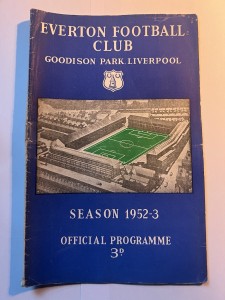 EVERTON FOOTBALL
CLUB
GOODISON PARK LIVERPOOL
SEASON 1952-3
OFFICIAL PROGRAMME
3D